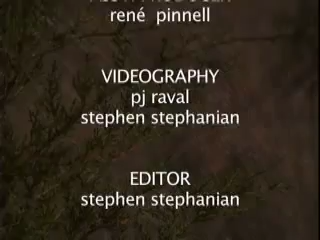 rené pinnell
VIDEOGRAPHY
pj raval
stephen stephanian
EDITOR
stephen stephanian